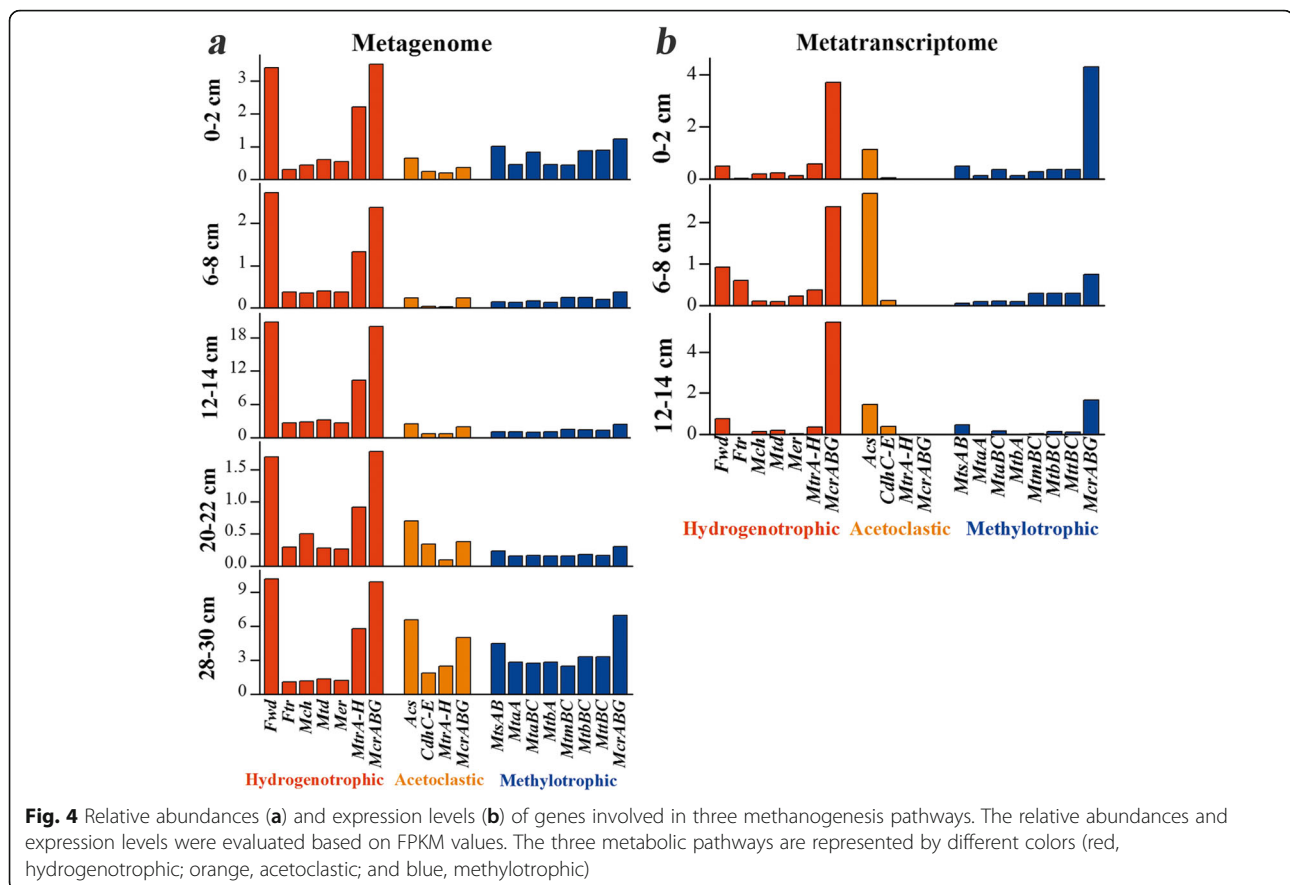 a
Metagenome
0-2 cm
3
2
1
0
6-8 cm
2
1
0
12-14 cm
18
12
6
0
20-22 cm
1.5
1.0
0.5
0.0
28-30 cm
9
6
3
0
Fwd
Ftr
Mch
Mtd
Mer
MtrA-H
McrABG
Acs
CdhC-E
MtrA-H
McrABG
MtsAB
MtaA
MtaBC
MtbA
MtmBC
MtbBC
MttBC
McrABG
Hydrogenotrophic Acetoclastic Methylotrophic
b
Metatranscriptome
0-2 cm
4
2
0
6-8 cm
2
1
0
12-14 cm
4
2
0
Fwd
Ftr
Mch
Mtd
Mer
MtrA-H
McrABG
Acs
CdhC-E
MtrA-H
McrABG
MtsAB
MtaA
MtaBC
MtbA
MtmBC
MtbBC
MttBC
McrABG
Hydrogenotrophic Acetoclastic Methylotrophic
Fig. 4 Relative abundances (a) and expression levels (b) of genes involved in three methanogenesis pathways. The relative abundances and
expression levels were evaluated based on FPKM values. The three metabolic pathways are represented by different colors (red,
hydrogenotrophic; orange, acetoclastic; and blue, methylotrophic)